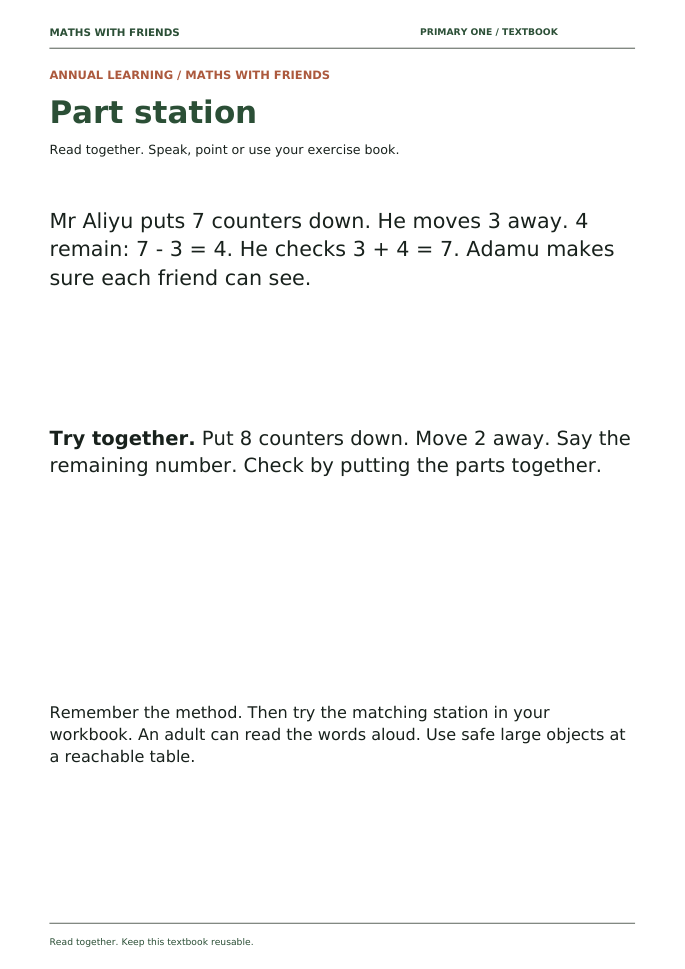 MATHS WITH FRIENDS
PRIMARY ONE / TEXTBOOK
ANNUAL LEARNING / MATHS WITH FRIENDS
Part station
Read together. Speak, point or use your exercise book.
Mr Aliyu puts 7 counters down. He moves 3 away. 4
remain: 7 - 3 = 4. He checks 3 + 4 = 7. Adamu makes
sure each friend can see.
Try together. Put 8 counters down. Move 2 away. Say the
remaining number. Check by putting the parts together.
Remember the method. Then try the matching station in your
workbook. An adult can read the words aloud. Use safe large objects at
a reachable table.
Read together. Keep this textbook reusable.